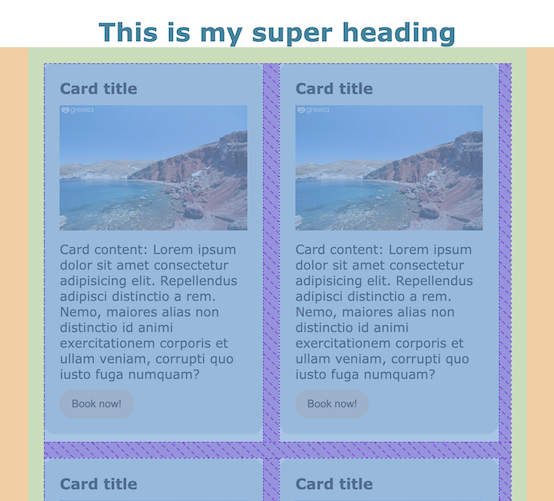 This is my super heading
Card title
greeka
Card content: Lorem ipsum
dolor sit amet consectetur
adipisicing elit. Repellendus
adipisci distinctio a rem.
Nemo, maiores alias non
distinctio id animi
exercitationem corporis et
ullam veniam, corrupti quo
iusto fuga numquam?
Book now!
Card title
greeka
Card content: Lorem ipsum
dolor sit amet consectetur
adipisicing elit. Repellendus
adipisci distinctio a rem.
Nemo, maiores alias non
distinctio id animi
exercitationem corporis et
ullam veniam, corrupti quo
iusto fuga numquam?
Book now!
Card title
Card title